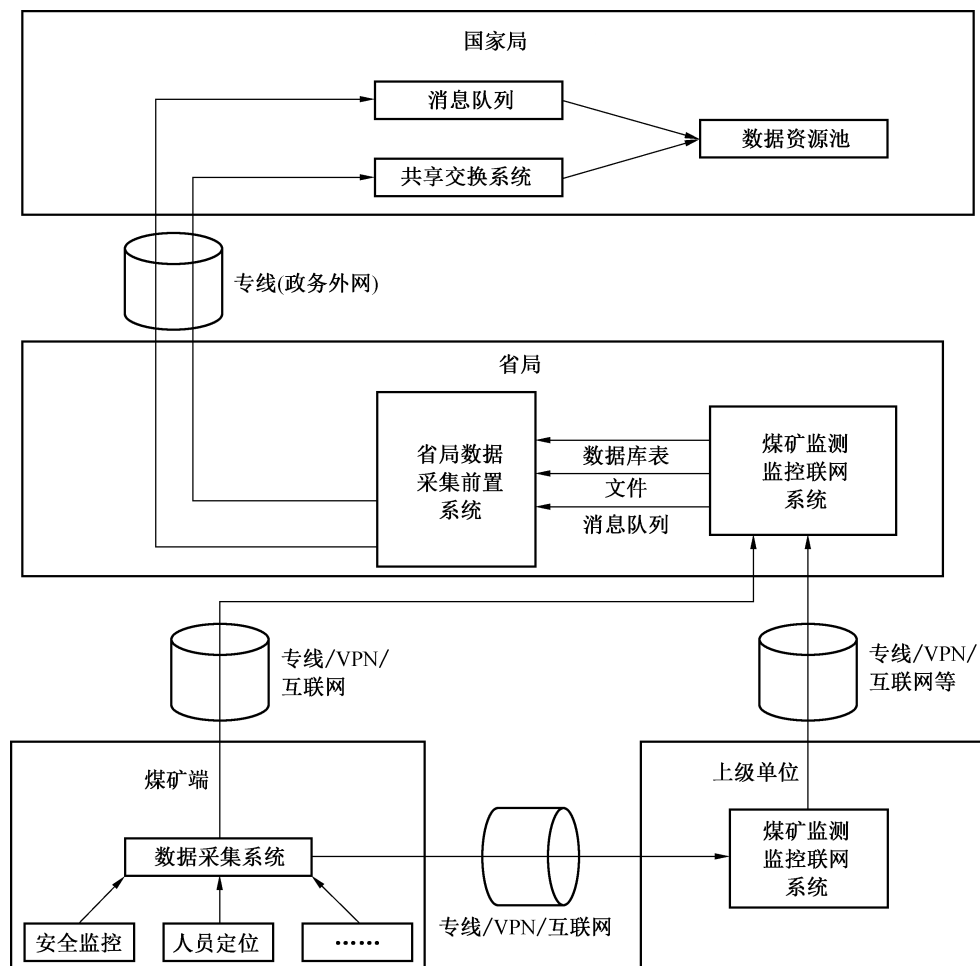 国家局
消息队列
数据资源池
共享交换系统
专线(政务外网)
省局
省局数据
采集前置
系统
数据库表
文件
消息队列
煤矿监测
监控联网
系统
专线/VPN/
互联网
专线/VPN/
互联网等
煤矿端
数据采集系统
安全监控
人员定位
……
专线/VPN/互联网
上级单位
煤矿监测
监控联网
系统